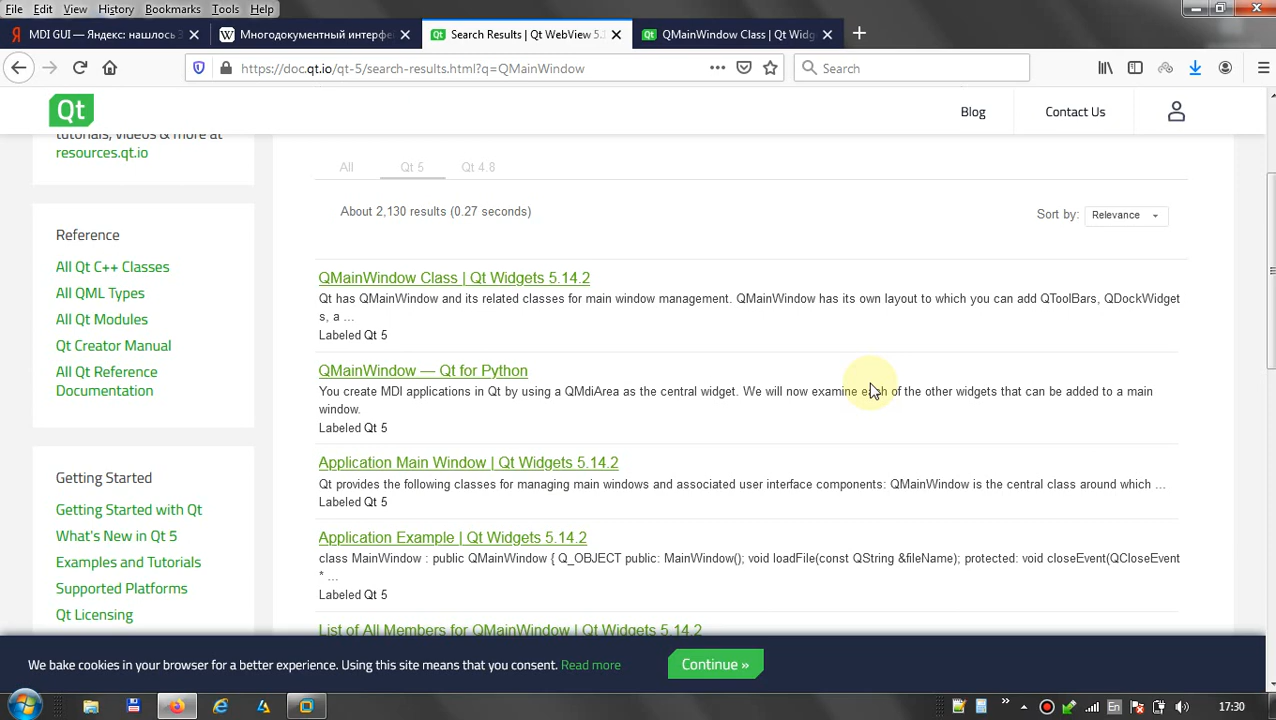 File Edit View History Bookmarks Tools Help
MDI GUI — Яндекс: нашлось
Многодокументный интерфе
Qt Search Results | Qt WebView 5.1
Qt QMainWindow Class | Qt Widg
https://doc.qt.io/qt-5/search-results.html?q=QMainWindow
Search
Qt
Blog
Contact Us
tutorials, videos & more at
resources.qt.io
Reference
All Qt C++ Classes
All QML Types
All Qt Modules
Qt Creator Manual
All Qt Reference
Documentation
Getting Started
Getting Started with Qt
What's New in Qt 5
Examples and Tutorials
Supported Platforms
Qt Licensing
All Qt 5 Qt 4.8
About 2,130 results (0.27 seconds)
Sort by: Relevance
QMainWindow Class | Qt Widgets 5.14.2
Qt has QMainWindow and its related classes for main window management. QMainWindow has its own layout to which you can add QToolBars, QDockWidget
s, a ...
Labeled Qt 5
QMainWindow — Qt for Python
You create MDI applications in Qt by using a QMdiArea as the central widget. We will now examine each of the other widgets that can be added to a main
window.
Labeled Qt 5
Application Main Window | Qt Widgets 5.14.2
Qt provides the following classes for managing main windows and associated user interface components: QMainWindow is the central class around which ...
Labeled Qt 5
Application Example | Qt Widgets 5.14.2
class MainWindow : public QMainWindow { Q_OBJECT public: MainWindow(); void loadFile(const QString &fileName); protected: void closeEvent(QCloseEvent
* ...
Labeled Qt 5
List of All Members for QMainWindow | Qt Widgets 5.14.2
We bake cookies in your browser for a better experience. Using this site means that you consent. Read more
Continue »
En
17:30